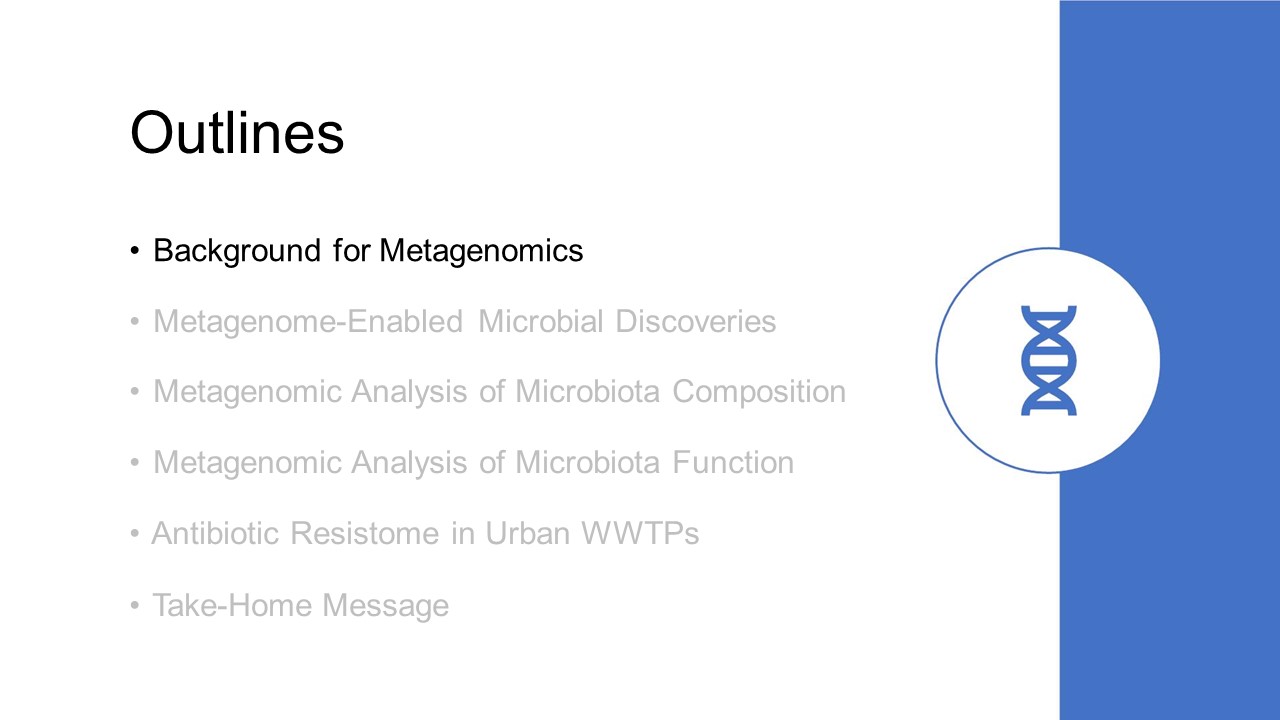 Outlines
• Background for Metagenomics
• Metagenome-Enabled Microbial Discoveries
• Metagenomic Analysis of Microbiota Composition
• Metagenomic Analysis of Microbiota Function
• Antibiotic Resistome in Urban WWTPs
• Take-Home Message